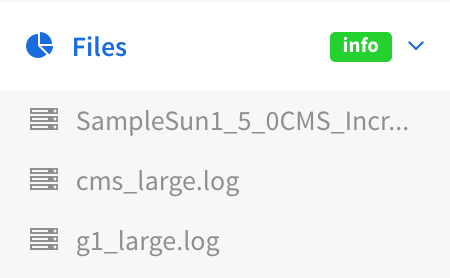 Files
info
SampleSun1_5_0CMS_Incr...
cms_large.log
g1_large.log